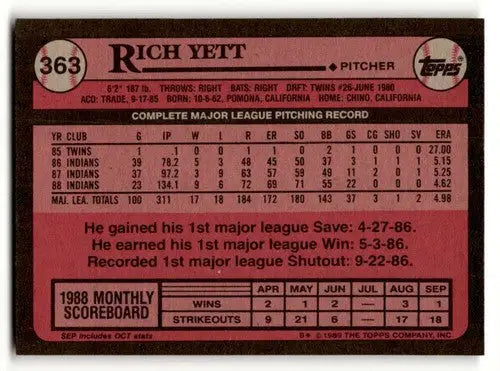 363
RICH YETT
PITCHER
topps
6'2" 187 lb. THROWS: RIGHT BATS: RIGHT DRAFT: TWINS #26-JUNE 1980
ACQ: TRADE, 9-17-85 BORN: 10-6-62, POMONA, CALIFORNIA HOME: CHINO, CALIFORNIA
COMPLETE MAJOR LEAGUE PITCHING RECORD
YR CLUB G IP W L R ER SO BB GS CG SHO SV ERA
85 TWINS 1 .1 0 0 1 1 0 2 1 0 0 0 27.00
86 INDIANS 39 78.2 5 3 48 45 50 37 3 1 1 1 5.15
87 INDIANS 37 97.2 3 9 63 57 59 49 11 2 0 1 5.25
88 INDIANS 23 134.1 9 6 72 69 71 55 22 0 0 0 4.62
MAJ. LEA. TOTALS 100 311 17 18 184 172 180 143 37 3 1 2 4.98
He gained his 1st major league Save: 4-27-86.
He earned his 1st major league Win: 5-3-86.
Recorded 1st major league Shutout: 9-22-86.
1988 MONTHLY
SCOREBOARD
APR MAY JUN JUL AUG SEP
WINS 2 1 2 — 3 1
STRIKEOUTS 9 21 6 — 17 18
SEP includes OCT stats
B* © 1989 THE TOPPS COMPANY, INC.